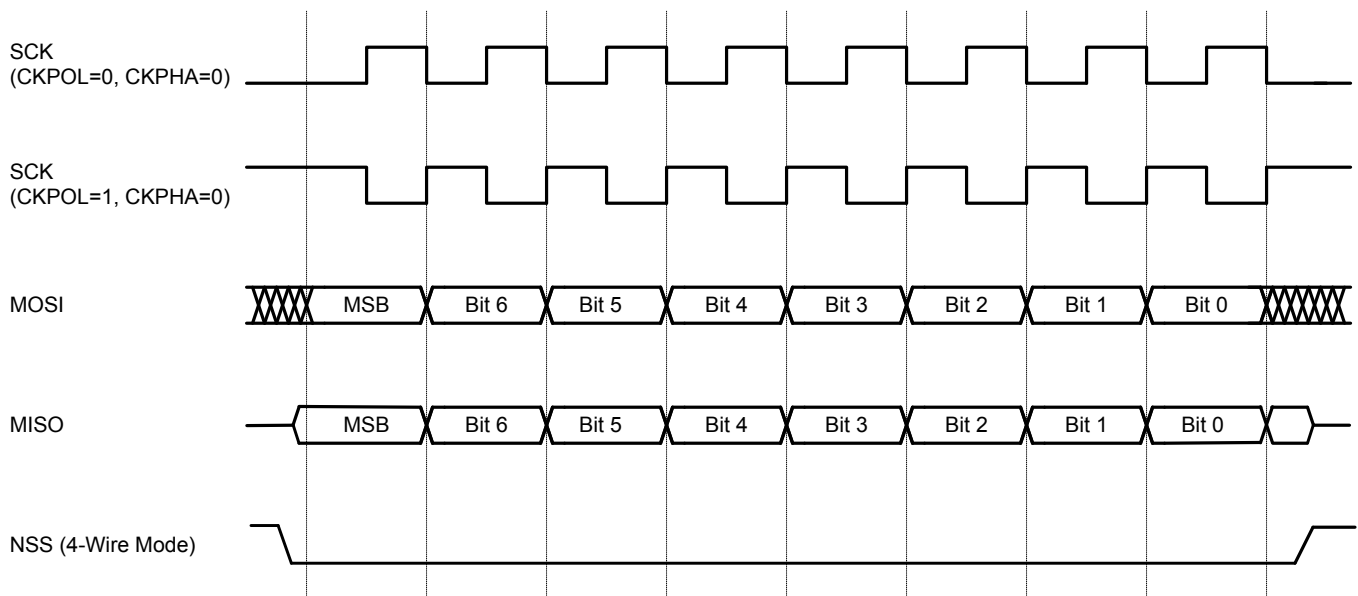 SCK
(CKPOL=0, CKPHA=0)
SCK
(CKPOL=1, CKPHA=0)
MOSI
MSB
Bit 6
Bit 5
Bit 4
Bit 3
Bit 2
Bit 1
Bit 0
MISO
MSB
Bit 6
Bit 5
Bit 4
Bit 3
Bit 2
Bit 1
Bit 0
NSS (4-Wire Mode)